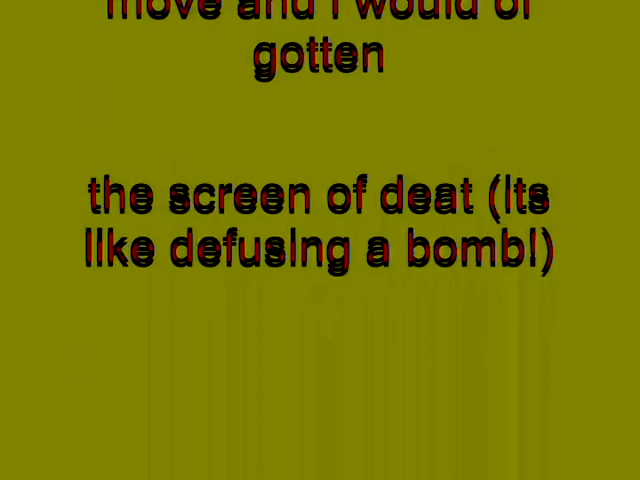 move and i would of
gotten
the screen of deat (its
like defusing a bomb!)